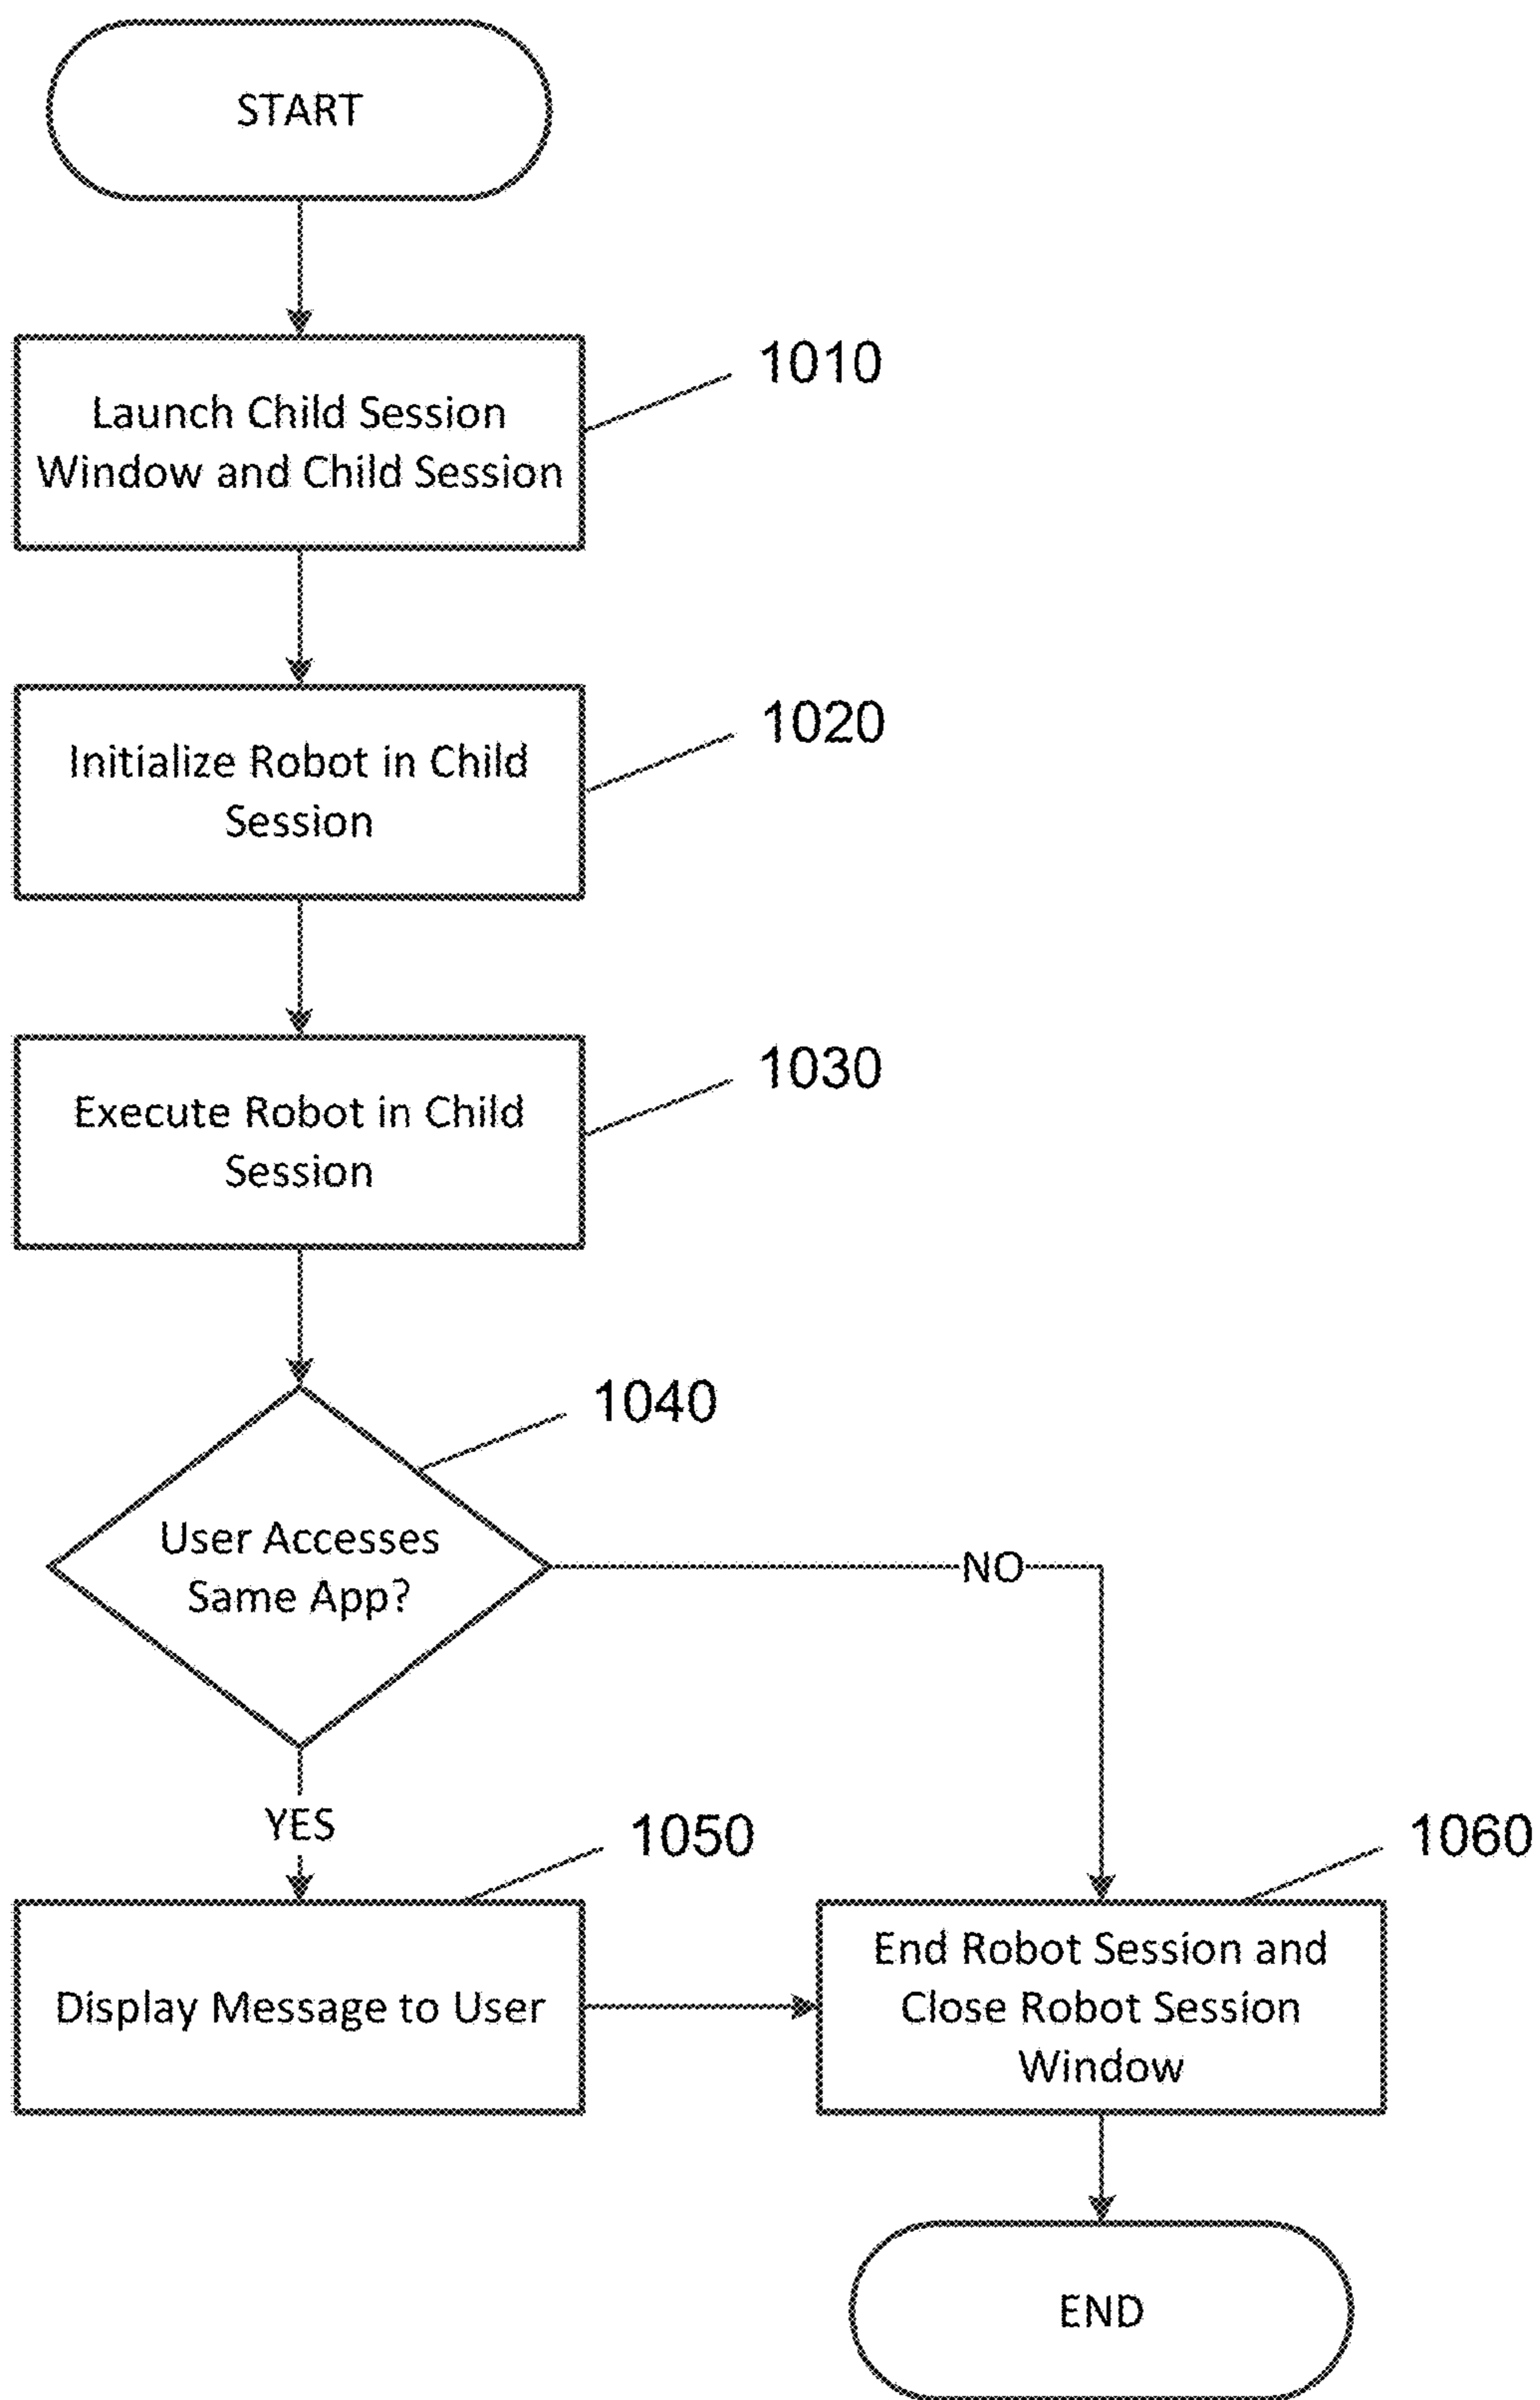 START
1010
Launch Child Session
Window and Child Session
1020
Initialize Robot in Child
Session
1030
Execute Robot in Child
Session
1040
User Accesses
Same App?
NO
YES
1050
1060
Display Message to User
End Robot Session and
Close Robot Session
Window
END